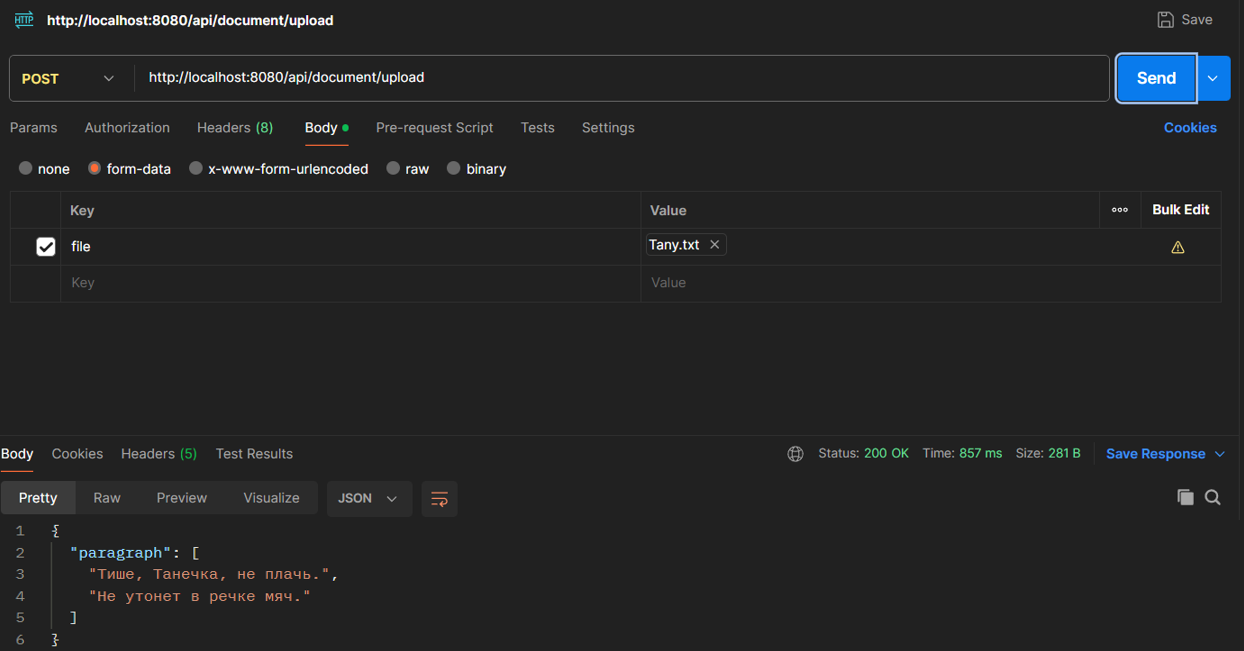 HTTP http://localhost:8080/api/document/upload Save
POST http://localhost:8080/api/document/upload Send
Params Authorization Headers (8) Body Pre-request Script Tests Settings Cookies
none form-data x-www-form-urlencoded raw binary
Key Value Bulk Edit
file Tany.txt
Key Value
Body Cookies Headers (5) Test Results Status: 200 OK Time: 857 ms Size: 281 B Save Response
Pretty Raw Preview Visualize JSON
1 {
2 "paragraph": [
3 "Тише, Танечка, не плачь.",
4 "Не утонет в речке мяч."
5 ]
6 }